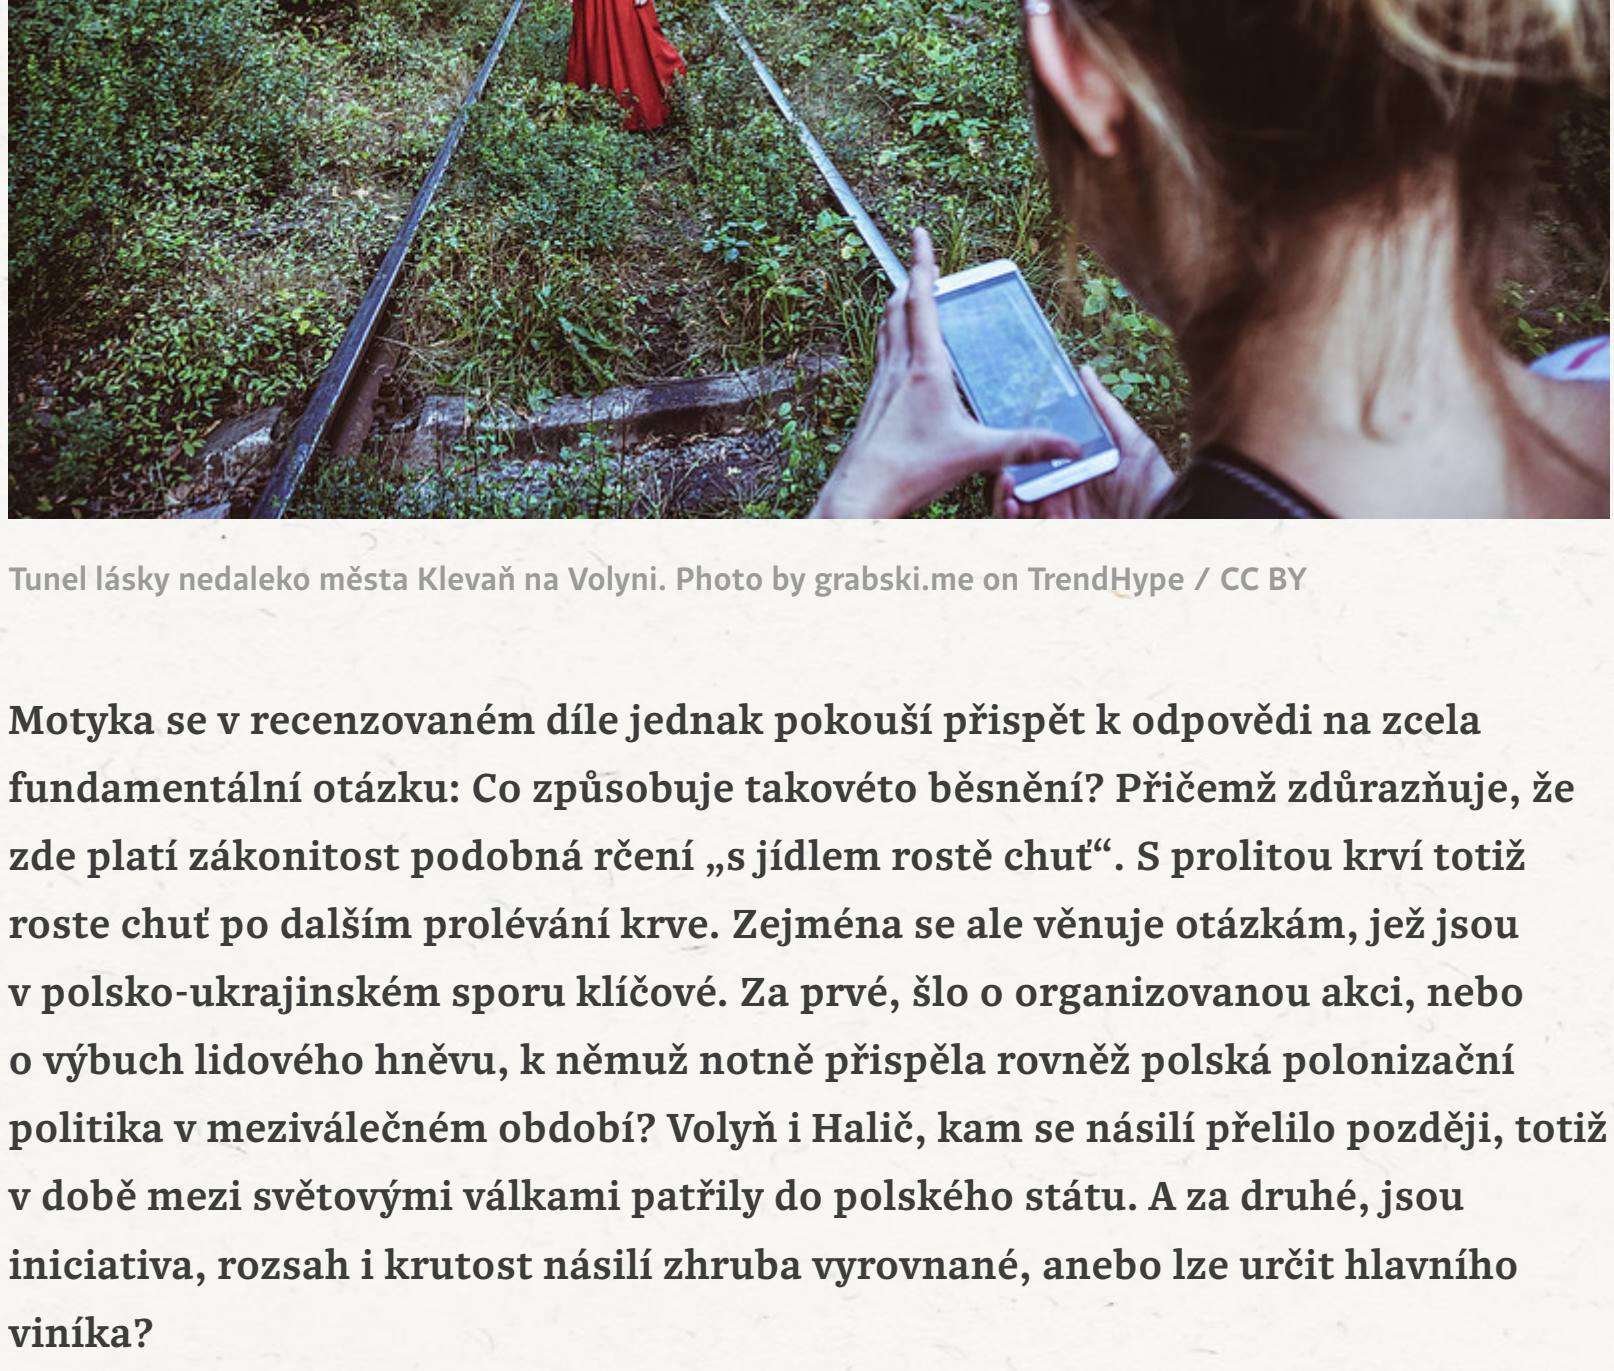 Tunel lásky nedaleko města Klevaň na Volyni. Photo by grabski.me on TrendHype / CC BY
Motyka se v recenzovaném díle jednak pokouší přispět k odpovědi na zcela
fundamentální otázku: Co způsobuje takovéto běsnění? Přičemž zdůrazňuje, že
zde platí zákonitost podobná rčení „s jídlem rostě chuť“. S prolitou krví totiž
roste chuť po dalším prolévání krve. Zejména se ale věnuje otázkám, jež jsou
v polsko-ukrajinském sporu klíčové. Za prvé, šlo o organizovanou akci, nebo
o výbuch lidového hněvu, k němuž notně přispěla rovněž polská polonizační
politika v meziválečném období? Volyň i Halič, kam se násilí přelilo později, totiž
v době mezi světovými válkami patřily do polského státu. A za druhé, jsou
iniciativa, rozsah i krutost násilí zhruba vyrovnané, anebo lze určit hlavního
viníka?